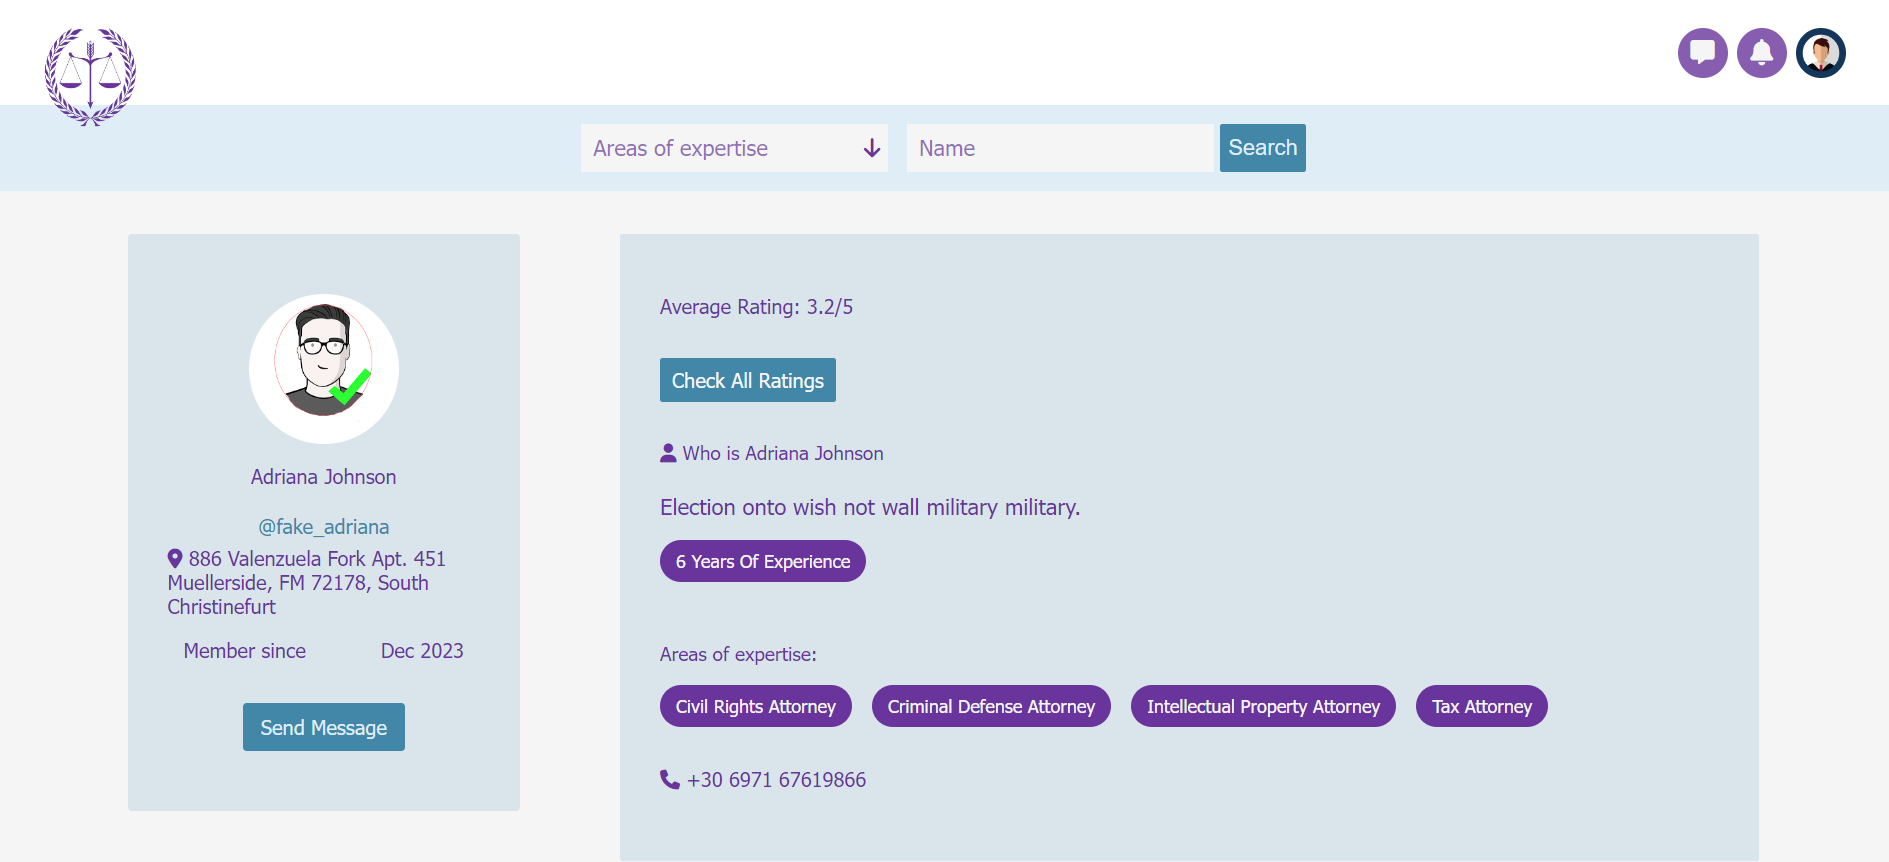 Areas of expertise
Name
Search
Adriana Johnson
@fake_adriana
886 Valenzuela Fork Apt. 451
Muellerside, FM 72178, South
Christinefurt
Member since Dec 2023
Send Message
Average Rating: 3.2/5
Check All Ratings
Who is Adriana Johnson
Election onto wish not wall military military.
6 Years Of Experience
Areas of expertise:
Civil Rights Attorney Criminal Defense Attorney Intellectual Property Attorney Tax Attorney
+30 6971 67619866